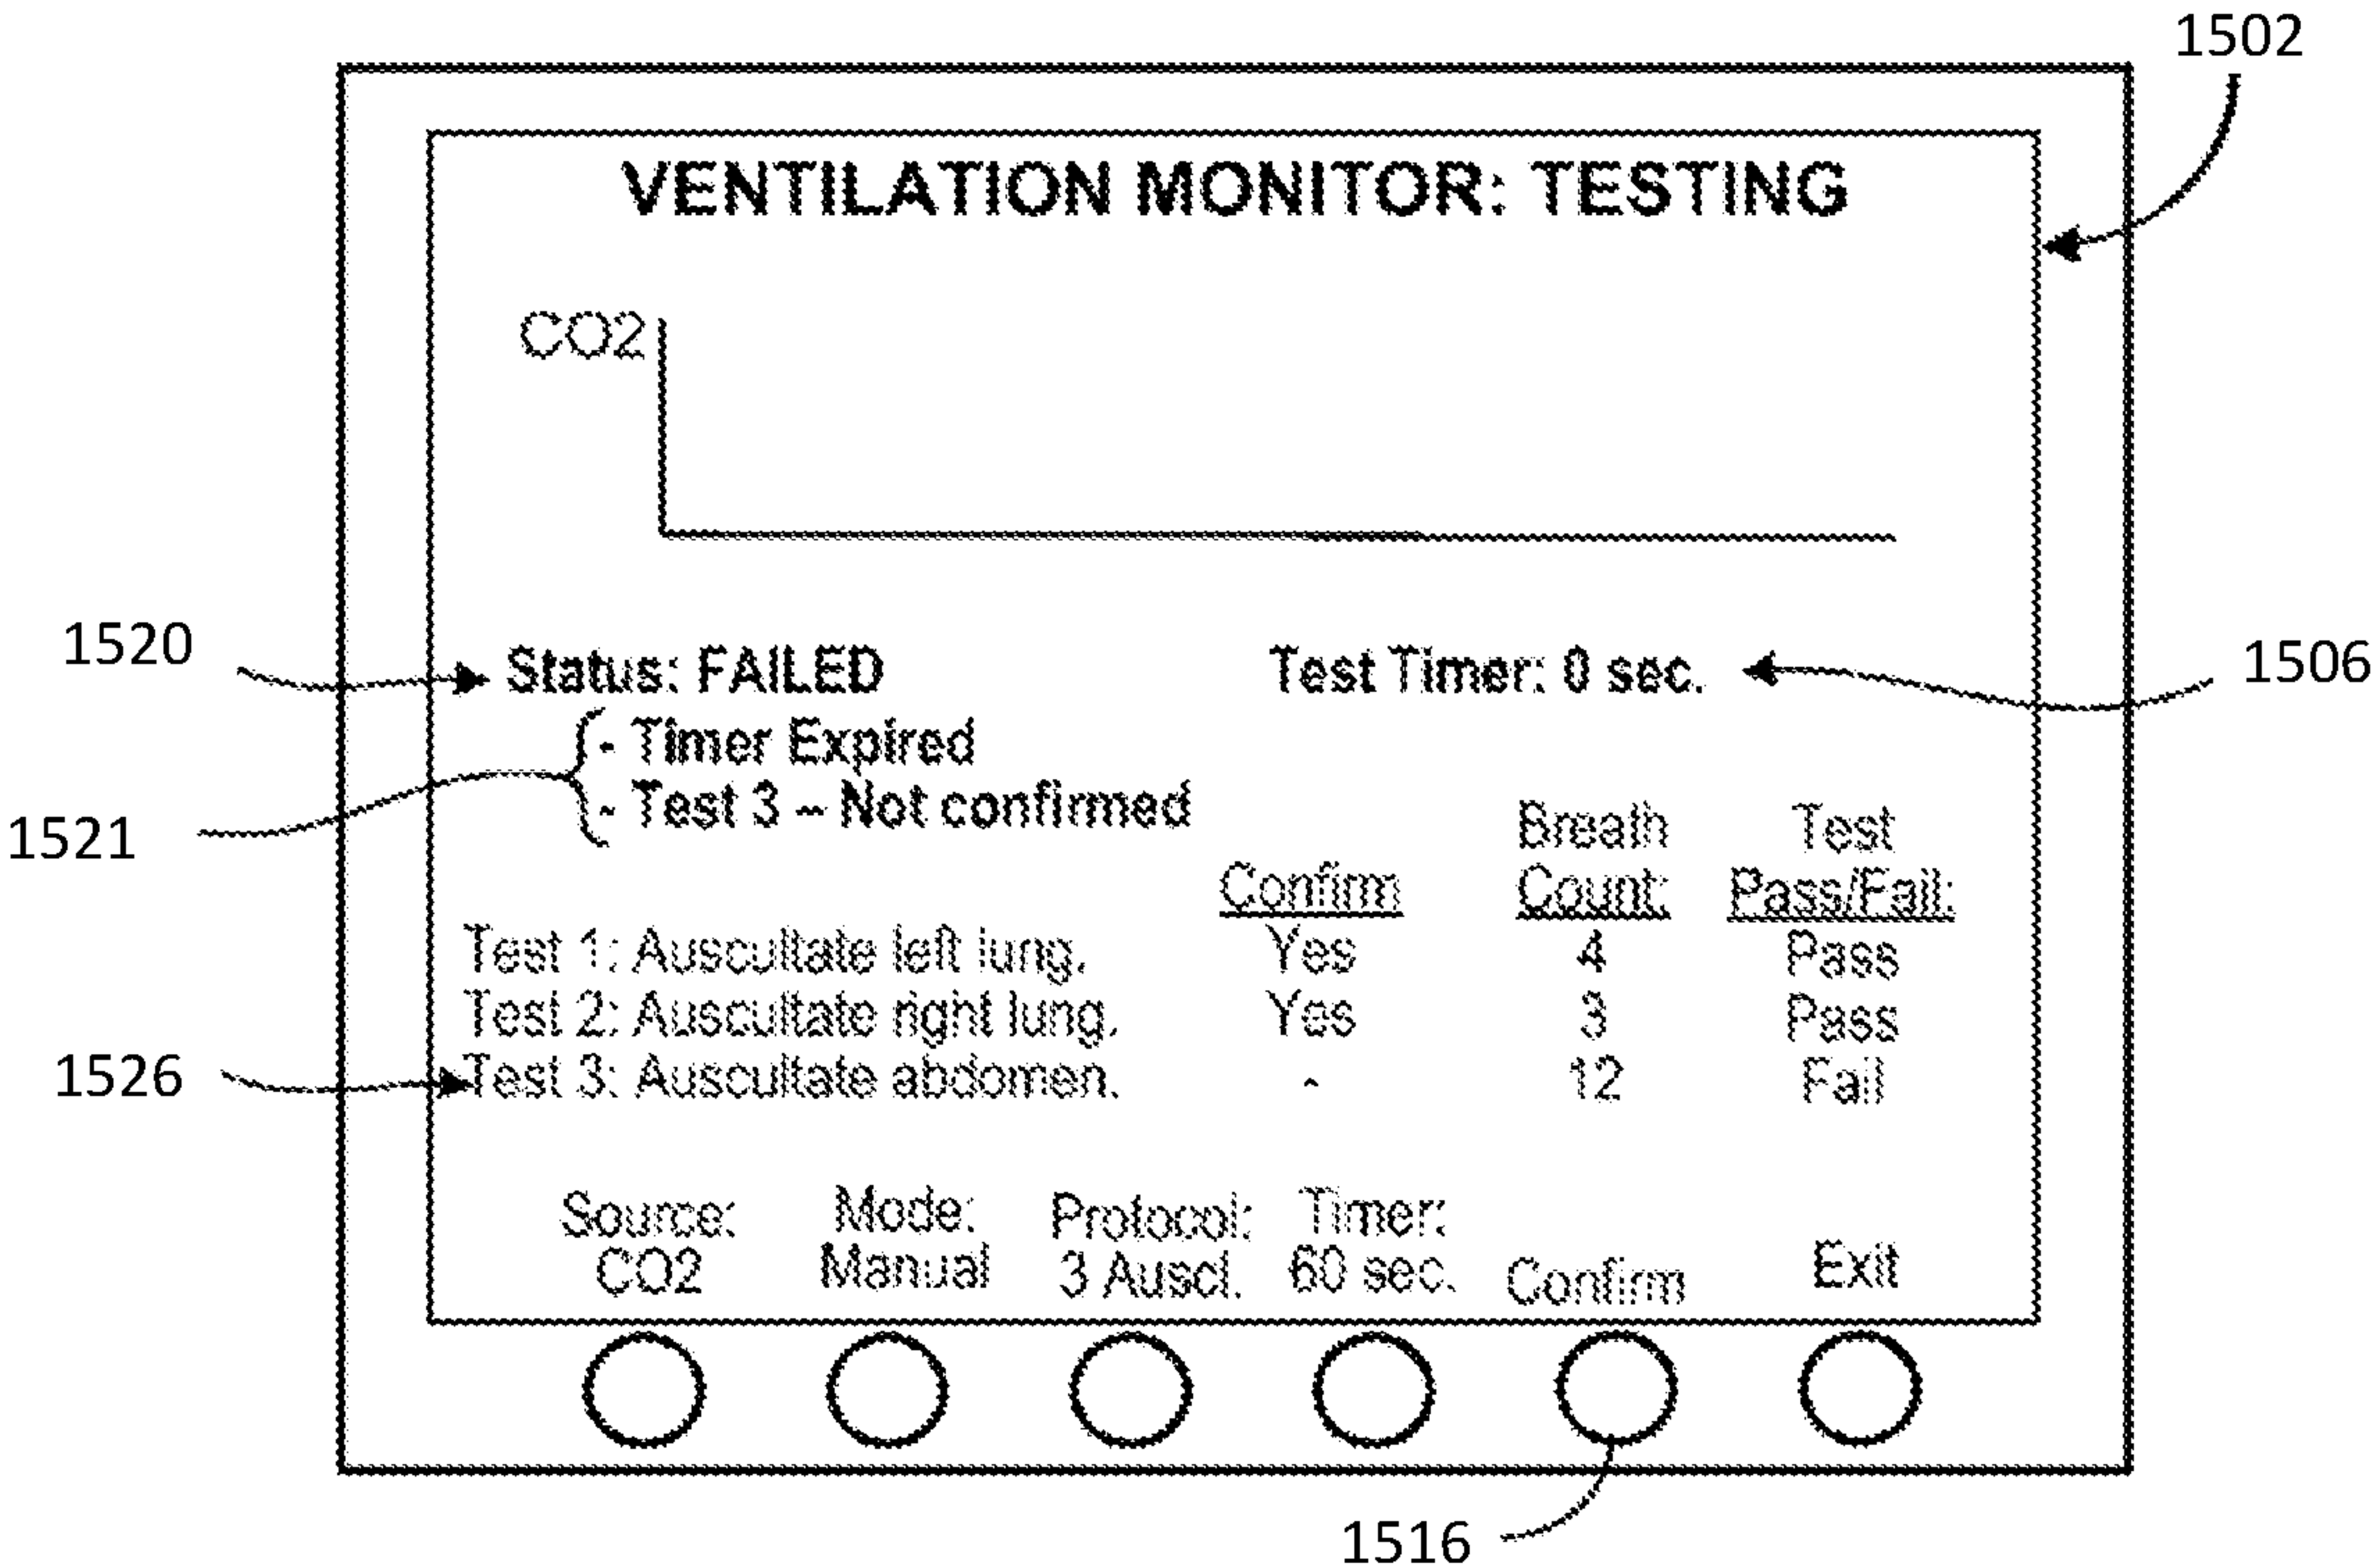 1502
VENTILATION MONITOR: TESTING
CO2
1520
Status: FAILED
Test Timer: 0 sec.
1506
- Timer Expired
- Test 3 – Not confirmed
1521
Confirm
Breath Count:
Test Pass/Fail:
Test 1: Auscultate left lung. Yes 4 Pass
Test 2: Auscultate right lung. Yes 3 Pass
1526
Test 3: Auscultate abdomen. - 12 Fail
Source: CO2
Mode: Manual
Protocol: 3 Auscl.
Timer: 60 sec.
Confirm
Exit
1516